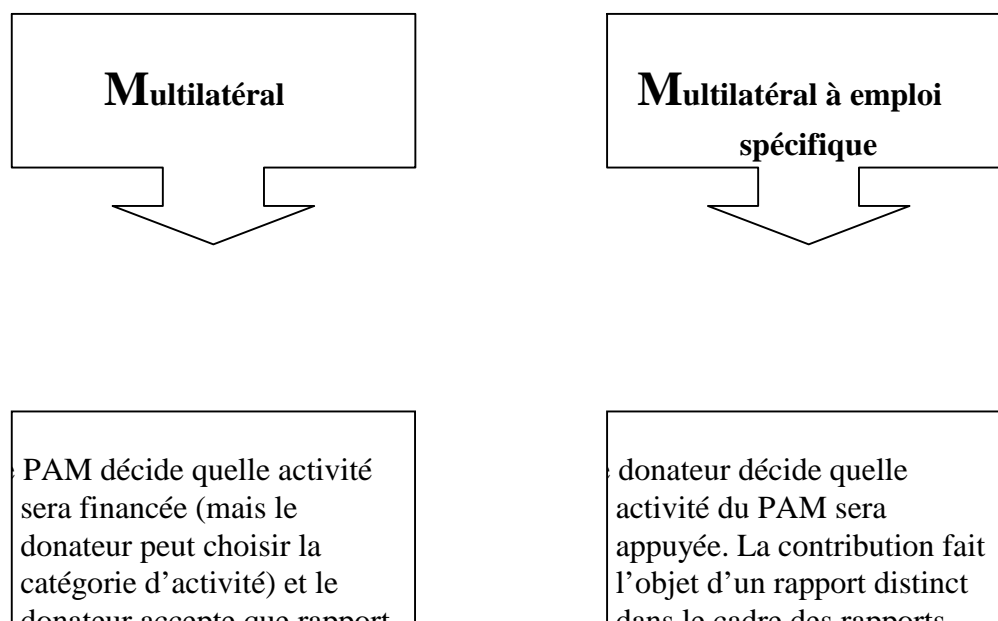 Multilatéral
Multilatéral à emploi
spécifique
PAM décide quelle activité
sera financée (mais le
donateur peut choisir la
catégorie d’activité) et le
donateur accepte que rapport
donateur décide quelle
activité du PAM sera
appuyée. La contribution fait
l’objet d’un rapport distinct
dans le cadre des rapports